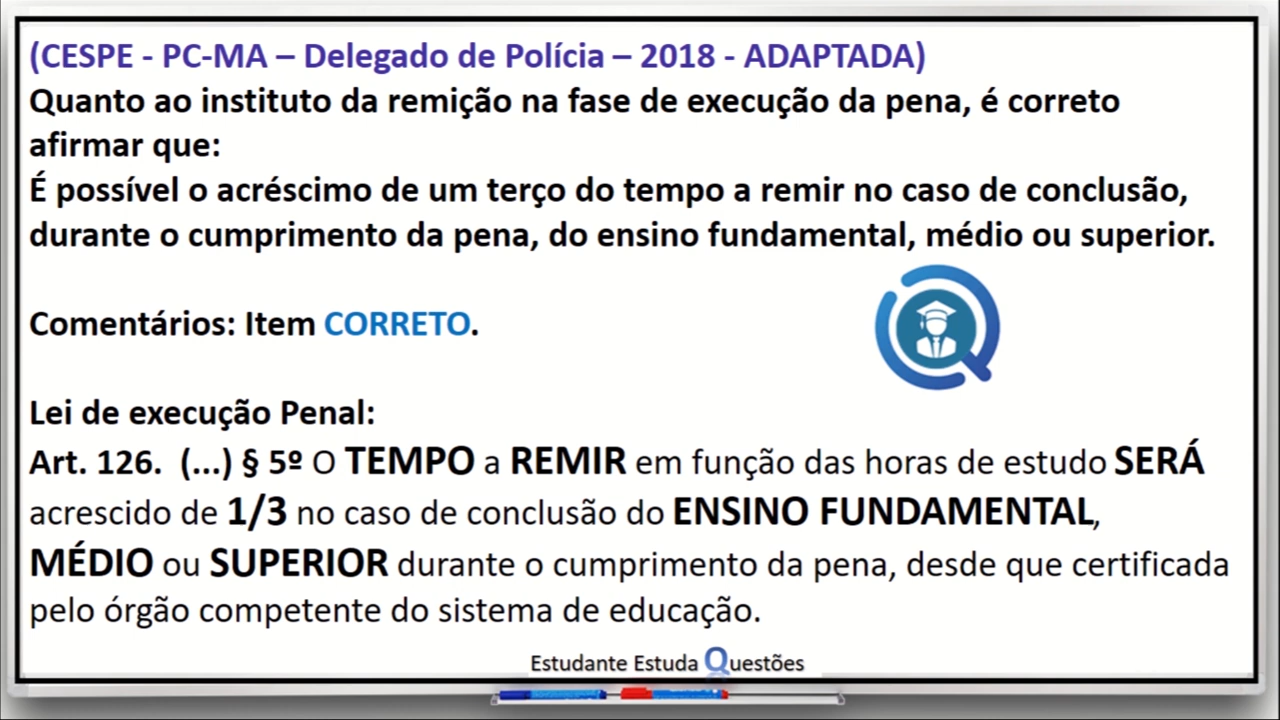 (CESPE - PC-MA – Delegado de Polícia – 2018 - ADAPTADA)
Quanto ao instituto da remição na fase de execução da pena, é correto
afirmar que:
É possível o acréscimo de um terço do tempo a remir no caso de conclusão,
durante o cumprimento da pena, do ensino fundamental, médio ou superior.
Comentários: Item CORRETO.
Lei de execução Penal:
Art. 126. (...) § 5º O TEMPO a REMIR em função das horas de estudo SERÁ
acrescido de 1/3 no caso de conclusão do ENSINO FUNDAMENTAL,
MÉDIO ou SUPERIOR durante o cumprimento da pena, desde que certificada
pelo órgão competente do sistema de educação.
Estudante Estuda Questões